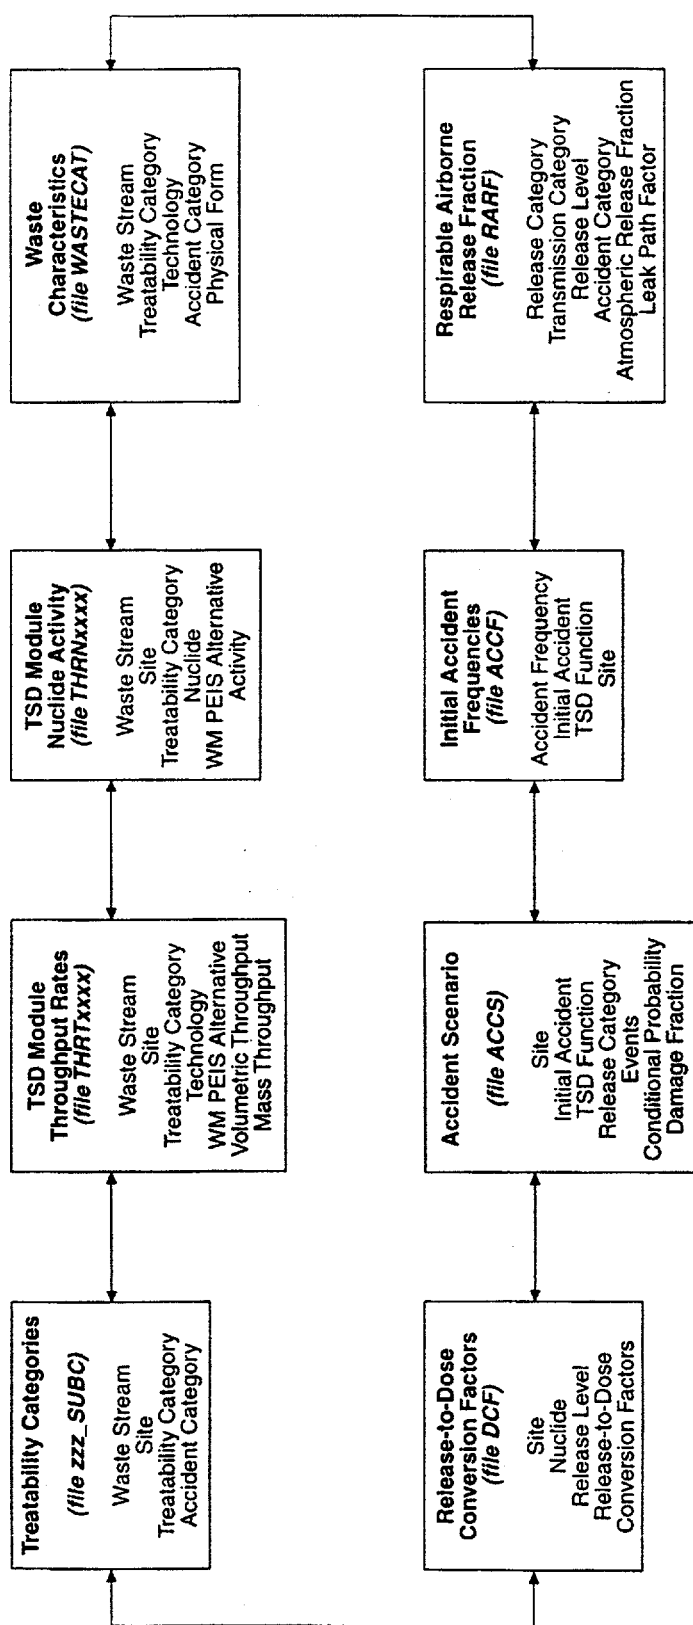 Treatability Categories
(file zzz_SUBC)
Waste Stream
Site
Treatability Category
Accident Category
TSD Module
Throughput Rates
(file THRTxxxx)
Waste Stream
Site
Treatability Category
Technology
WM PEIS Alternative
Volumetric Throughput
Mass Throughput
TSD Module
Nuclide Activity
(file THRNxxxx)
Waste Stream
Site
Treatability Category
Nuclide
WM PEIS Alternative
Activity
Waste
Characteristics
(file WASTECAT)
Waste Stream
Treatability Category
Technology
Accident Category
Physical Form
Release-to-Dose
Conversion Factors
(file DCF)
Site
Nuclide
Release Level
Release-to-Dose
Conversion Factors
Accident Scenario
(file ACCS)
Site
Initial Accident
TSD Function
Release Category
Events
Conditional Probability
Damage Fraction
Initial Accident
Frequencies
(file ACCF)
Accident Frequency
Initial Accident
TSD Function
Site
Respirable Airborne
Release Fraction
(file RARF)
Release Category
Transmission Category
Release Level
Accident Category
Atmospheric Release Fraction
Leak Path Factor